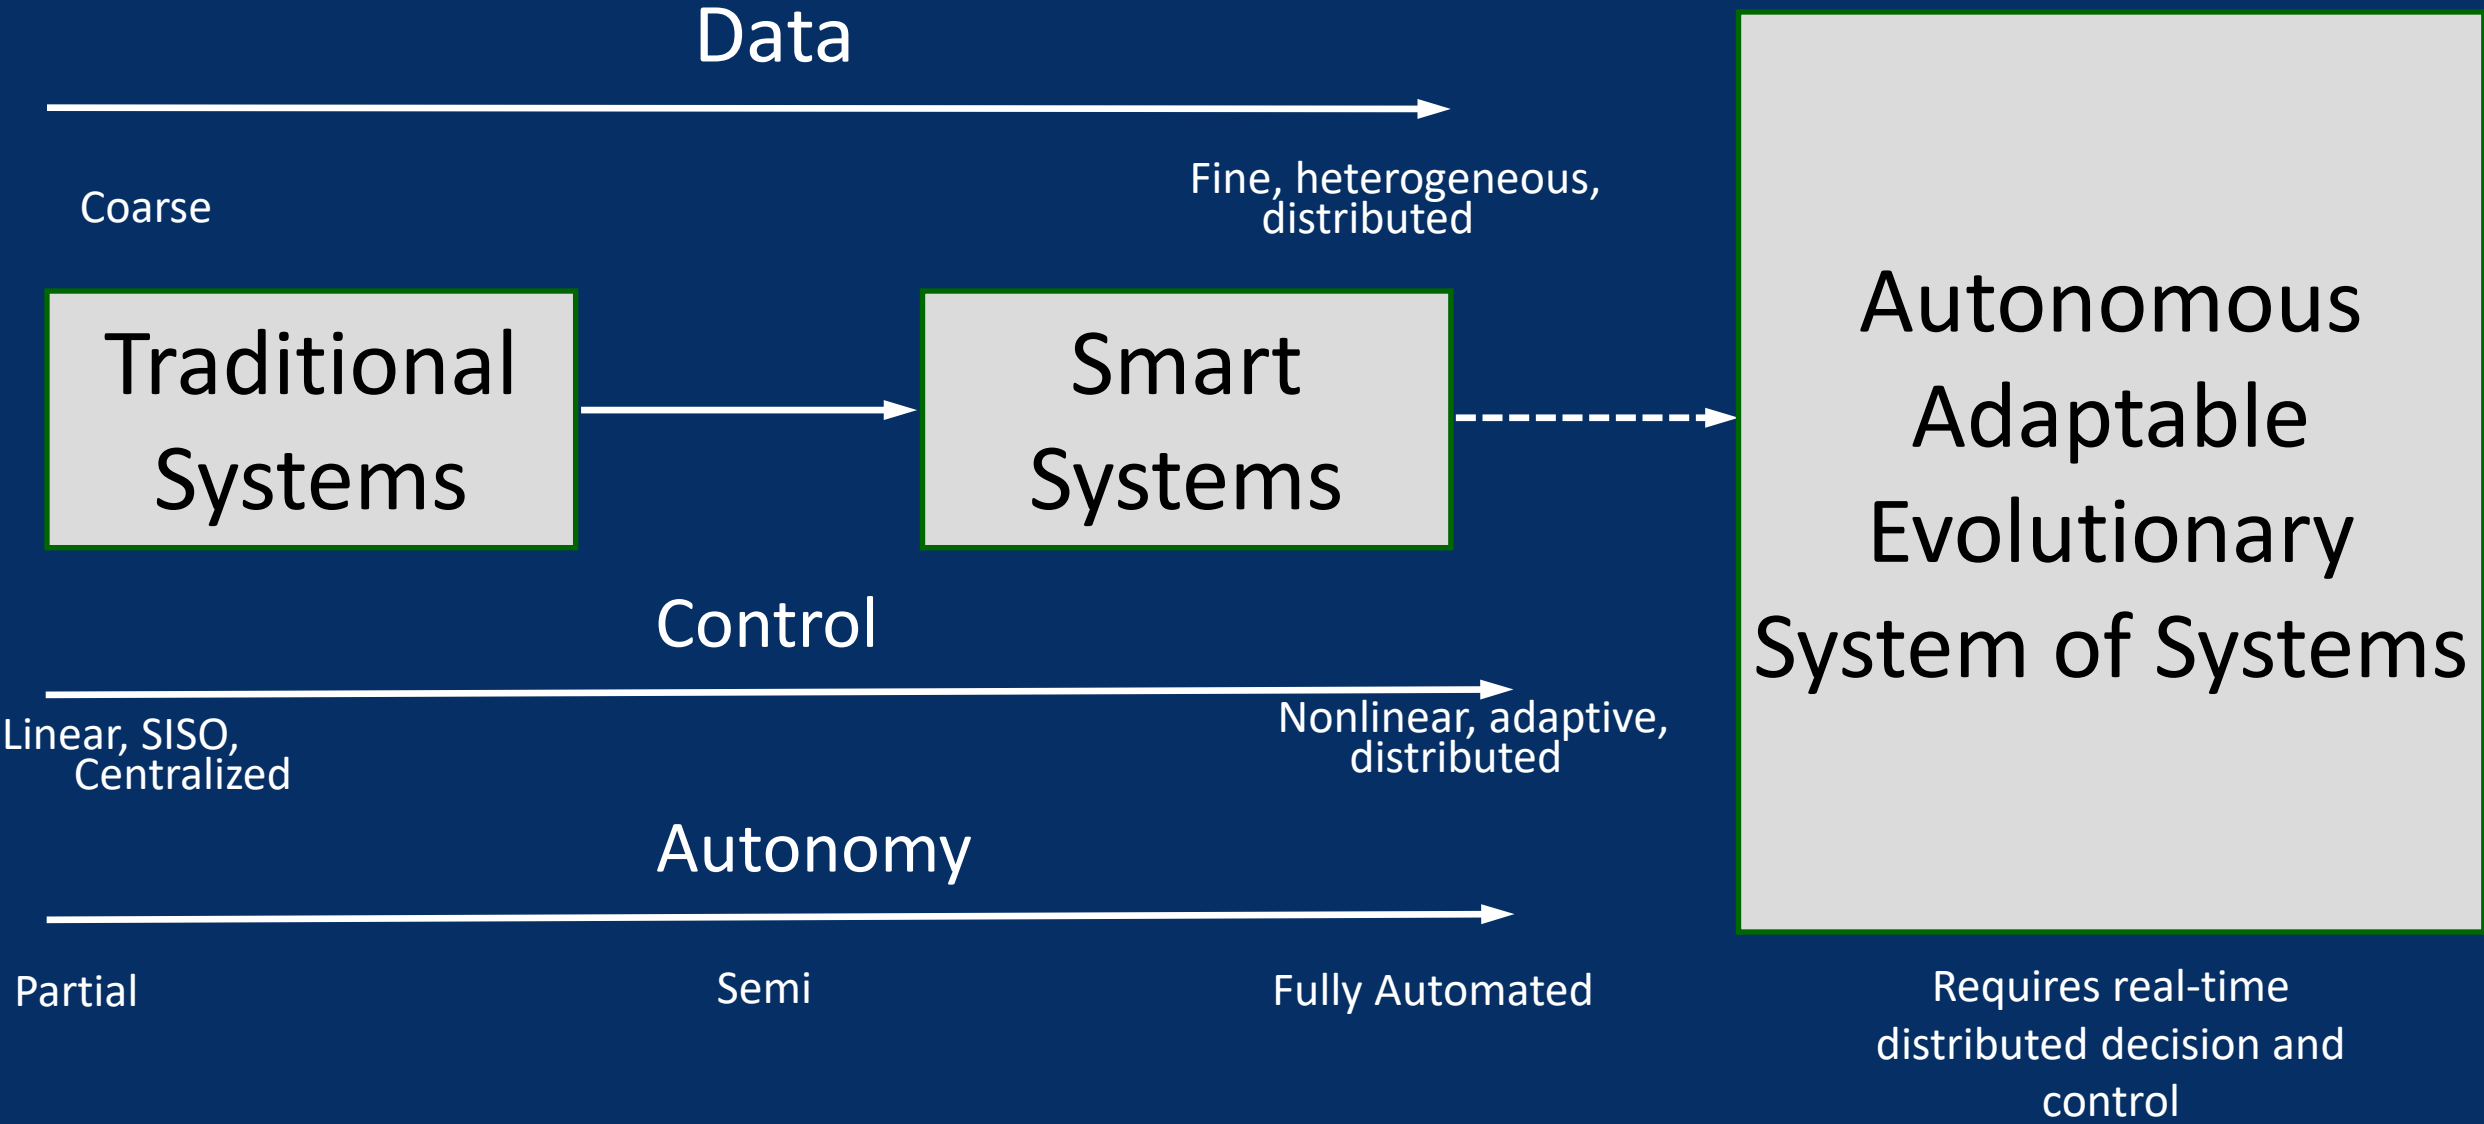 Data
Coarse
Fine, heterogeneous,
distributed
Traditional
Systems
Smart
Systems
Autonomous
Adaptable
Evolutionary
System of Systems
Control
Linear, SISO,
Centralized
Nonlinear, adaptive,
distributed
Autonomy
Partial
Semi
Fully Automated
Requires real-time
distributed decision and
control